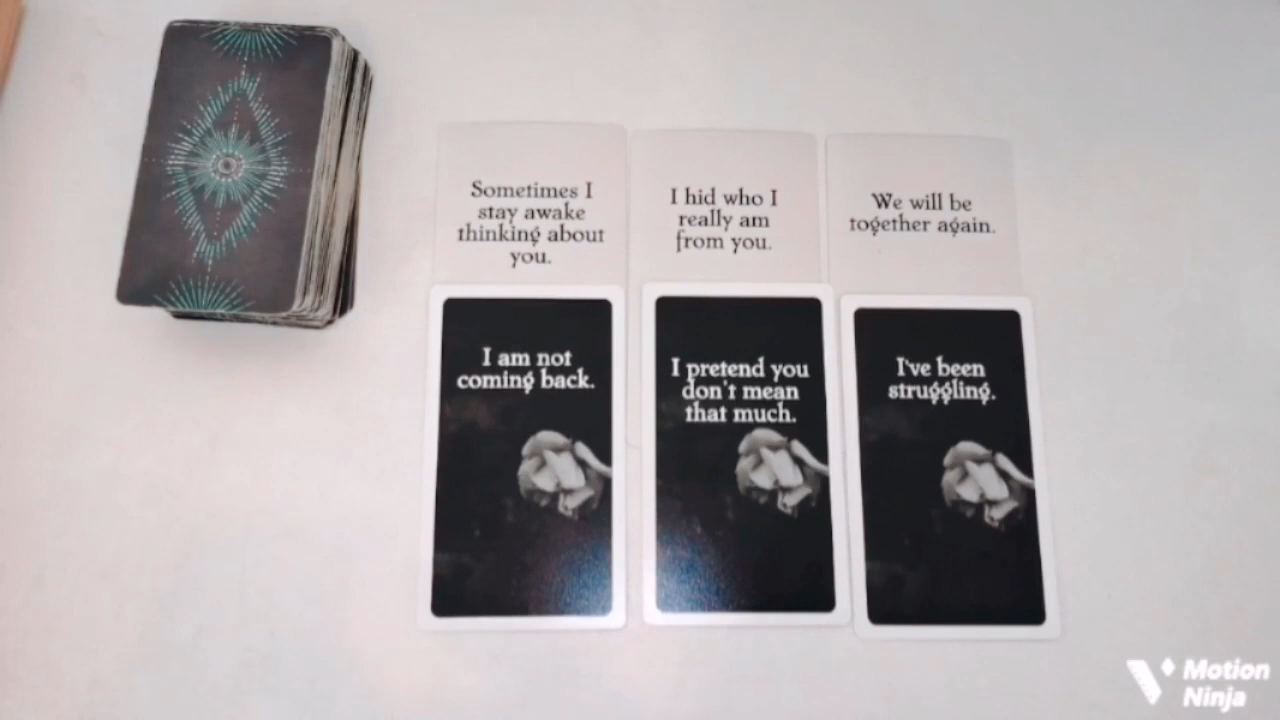 Sometimes I
stay awake
thinking about
you.
I hid who I
really am
from you.
We will be
together again.
I am not
coming back.
I pretend you
don't mean
that much.
I've been
struggling.
Motion
Ninja